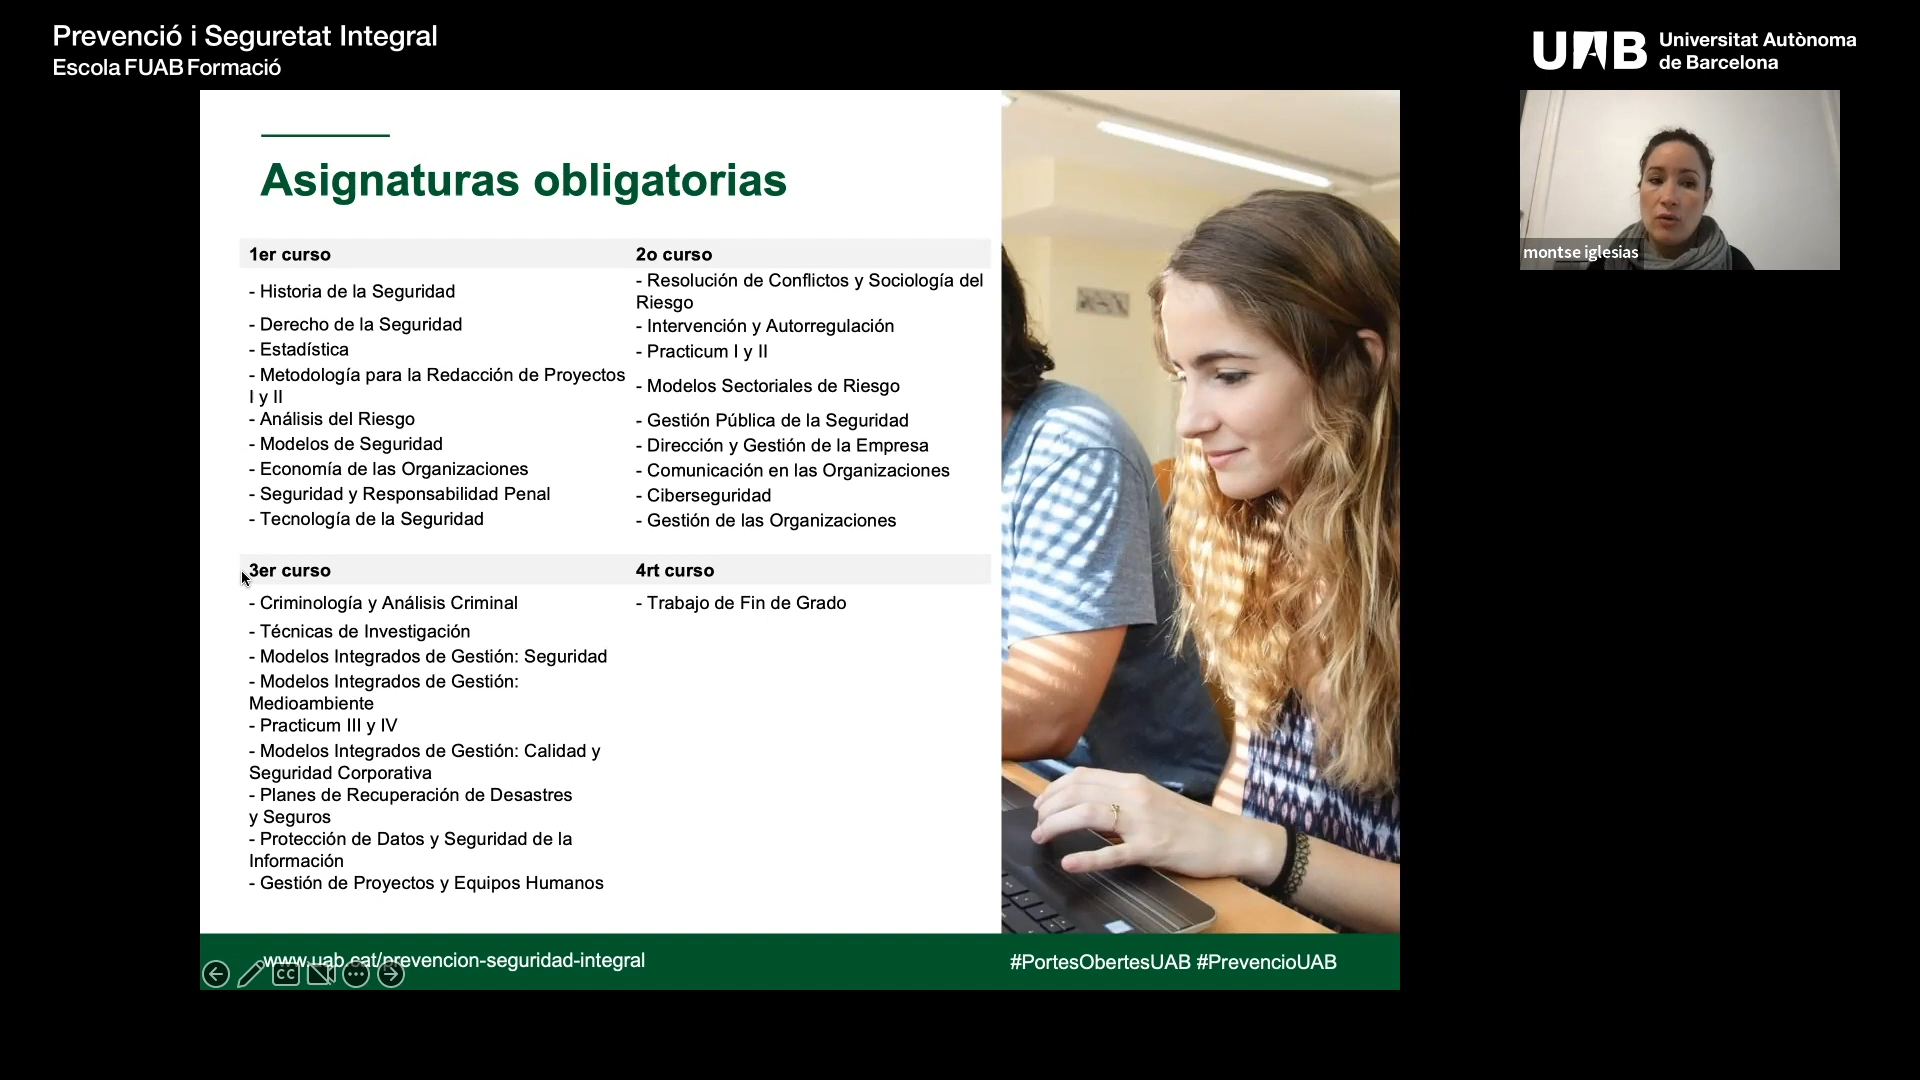 Prevenció i Seguretat Integral
Escola FUAB Formació
UAB
Universitat Autònoma
de Barcelona
montse iglesias
Asignaturas obligatorias
1er curso
- Historia de la Seguridad
- Derecho de la Seguridad
- Estadística
- Metodología para la Redacción de Proyectos
I y II
- Análisis del Riesgo
- Modelos de Seguridad
- Economía de las Organizaciones
- Seguridad y Responsabilidad Penal
- Tecnología de la Seguridad
2o curso
- Resolución de Conflictos y Sociología del
Riesgo
- Intervención y Autorregulación
- Practicum I y II
- Modelos Sectoriales de Riesgo
- Gestión Pública de la Seguridad
- Dirección y Gestión de la Empresa
- Comunicación en las Organizaciones
- Ciberseguridad
- Gestión de las Organizaciones
3er curso
- Criminología y Análisis Criminal
- Técnicas de Investigación
- Modelos Integrados de Gestión: Seguridad
- Modelos Integrados de Gestión:
Medioambiente
- Practicum III y IV
- Modelos Integrados de Gestión: Calidad y
Seguridad Corporativa
- Planes de Recuperación de Desastres
y Seguros
- Protección de Datos y Seguridad de la
Información
- Gestión de Proyectos y Equipos Humanos
4rt curso
- Trabajo de Fin de Grado
www.uab.cat/prevencion-seguridad-integral
CC
#PortesObertesUAB #PrevencioUAB